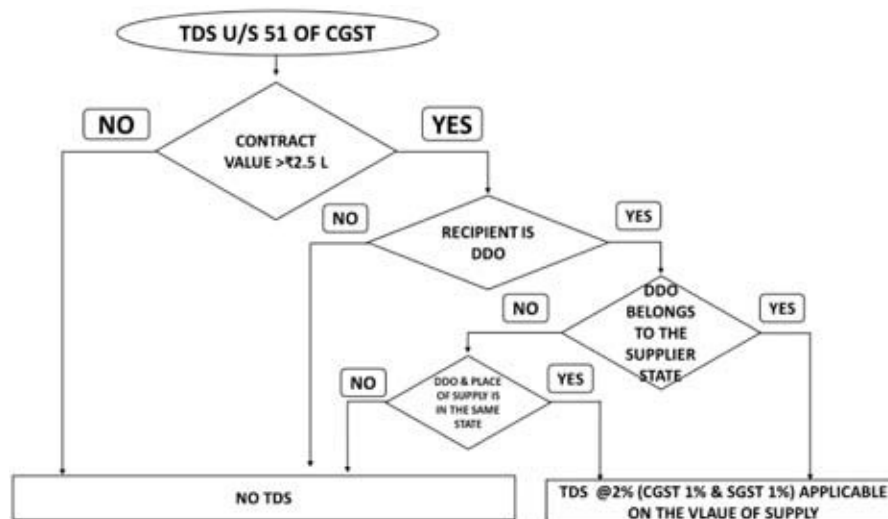 TDS U/S 51 OF CGST
NO
YES
CONTRACT
VALUE >₹2.5 L
NO
YES
RECIPIENT IS
DDO
NO
YES
DDO
BELONGS
TO THE
SUPPLIER
STATE
NO
YES
DDO & PLACE
OF SUPPLY IS
IN THE SAME
STATE
NO TDS
TDS @2% (CGST 1% & SGST 1%) APPLICABLE
ON THE VLAUE OF SUPPLY